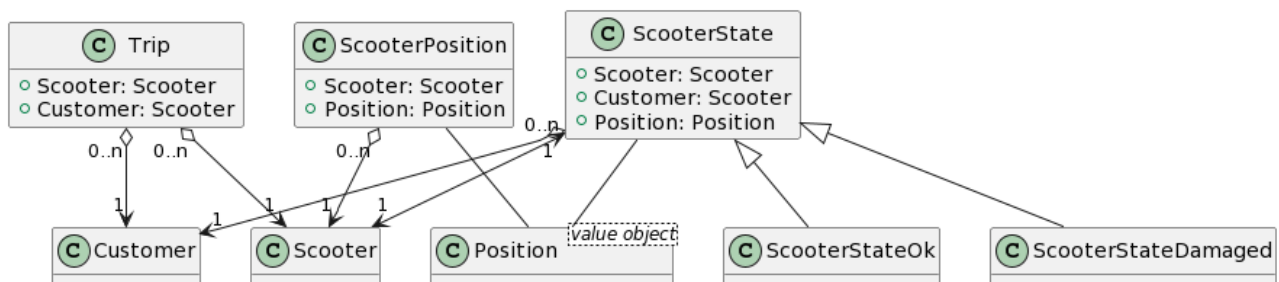 C Trip
Scooter: Scooter
Customer: Scooter
C ScooterPosition
Scooter: Scooter
Position: Position
C ScooterState
Scooter: Scooter
Customer: Scooter
Position: Position
0..n
0..n
0..n
0..n
1
1
1
1
1
1
C Customer
C Scooter
C Position
value object
C ScooterStateOk
C ScooterStateDamaged